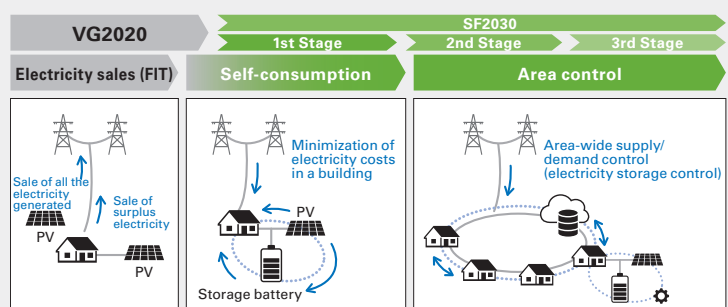 VG2020
SF2030
1st Stage
2nd Stage
3rd Stage
Electricity sales (FIT)
Self-consumption
Area control
Sale of all the
electricity
generated
PV
Sale of
surplus
electricity
PV
Minimization of
electricity costs
in a building
PV
Storage battery
Area-wide supply/
demand control
(electricity storage control)